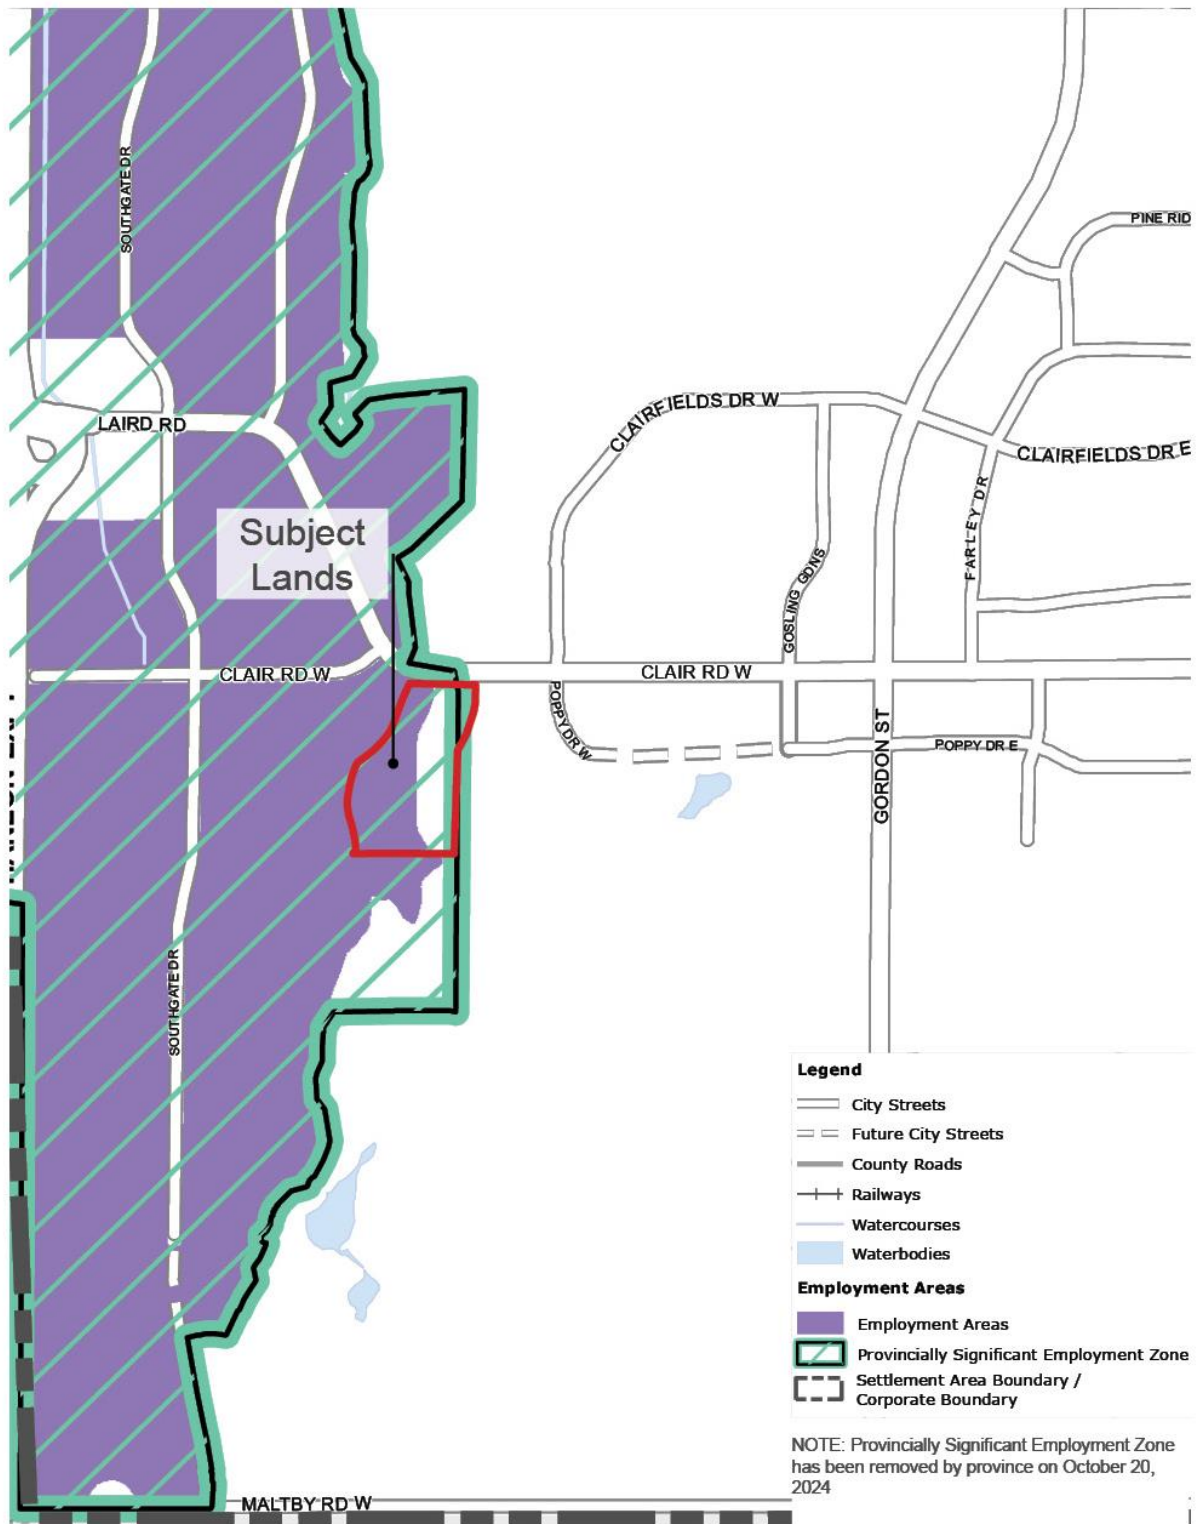 SOUTHGATE DR
PINE RID
LAIRD RD
CLAIRFIELDS DR W
CLAIRFIELDS DR E
FARLEY DR
Subject
Lands
GOSLING GDNS
CLAIR RD W
CLAIR RD W
POPPY DR W
GORDON ST
POPPY DR E
SOUTHGATE DR
MALTBY RD W
Legend
City Streets
Future City Streets
County Roads
Railways
Watercourses
Waterbodies
Employment Areas
Employment Areas
Provincially Significant Employment Zone
Settlement Area Boundary /
Corporate Boundary
NOTE: Provincially Significant Employment Zone
has been removed by province on October 20,
2024